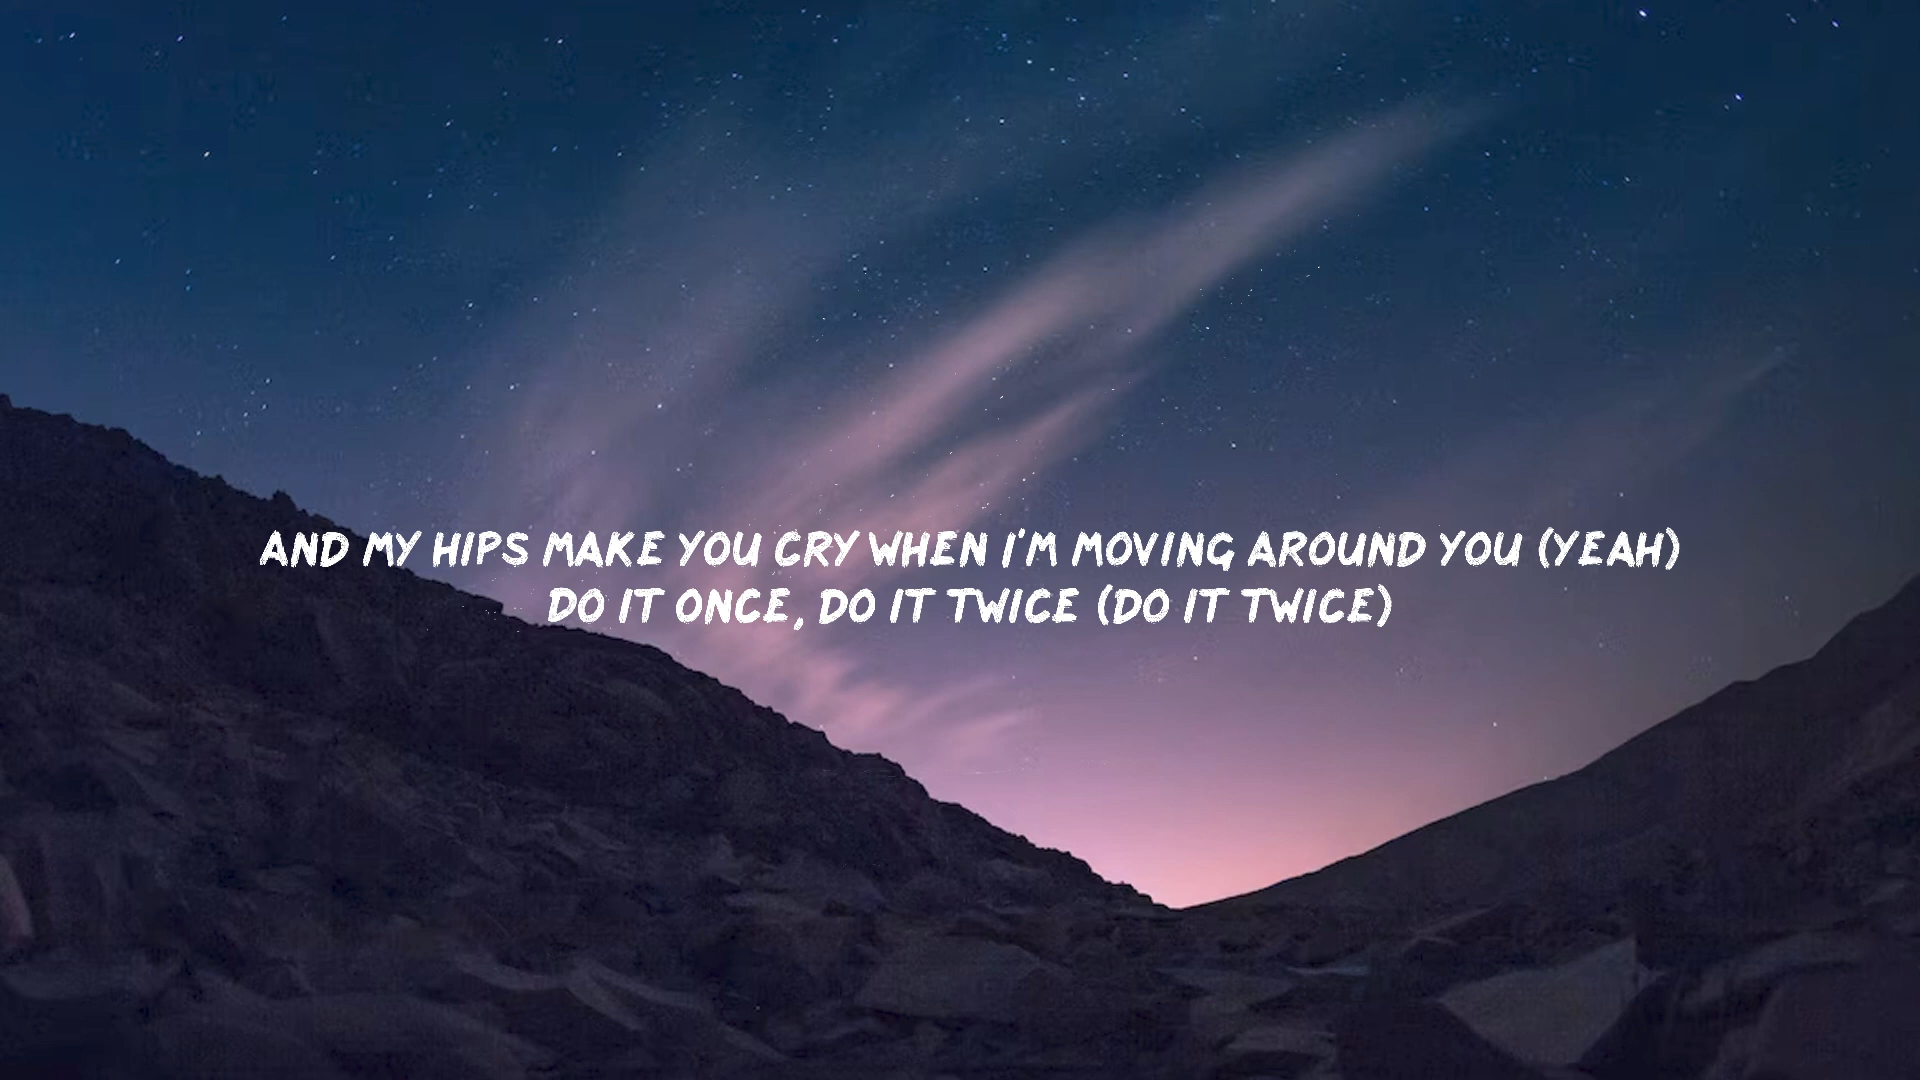 AND MY HIPS MAKE YOU CRY WHEN I'M MOVING AROUND YOU (YEAH)
DO IT ONCE, DO IT TWICE (DO IT TWICE)